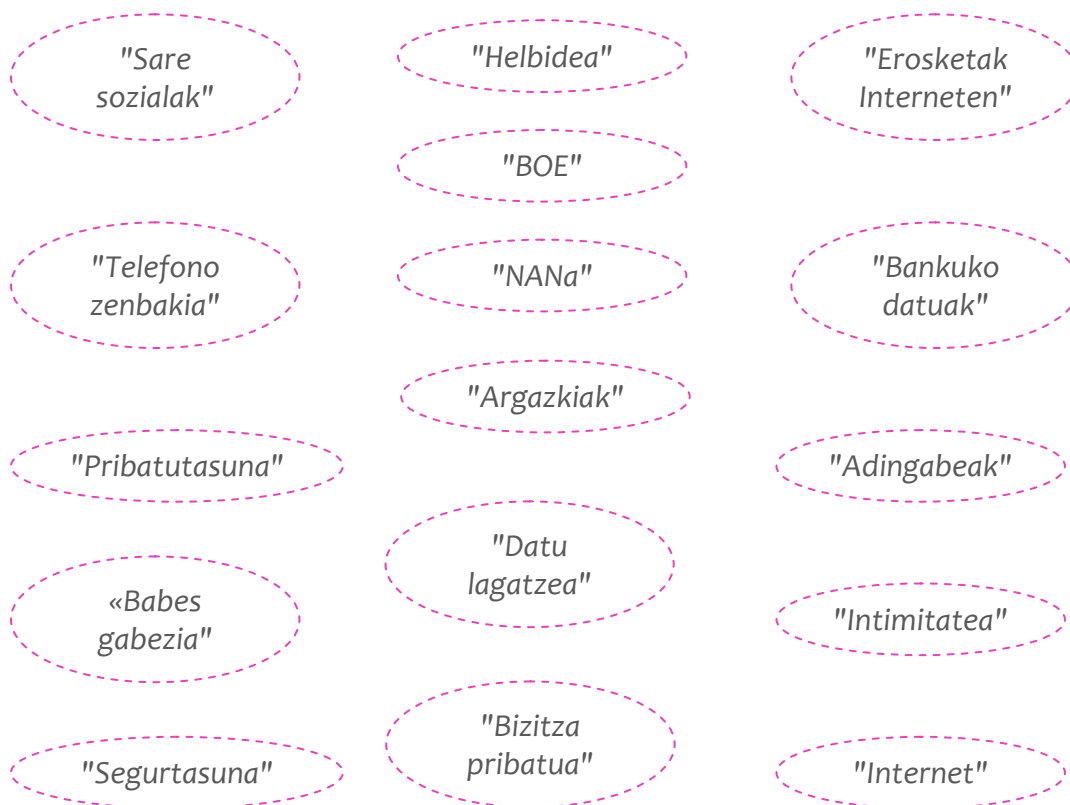 "Sare
sozialak"
"Helbidea"
"Erosketak
Interneten"
"BOE"
"Telefono
zenbakia"
"NANa"
"Bankuko
datuak"
"Argazkiak"
"Pribatutasuna"
"Adingabeak"
"Datu
lagatzea"
«Babes
gabezia"
"Intimitatea"
"Bizitza
pribatua"
"Segurtasuna"
"Internet"